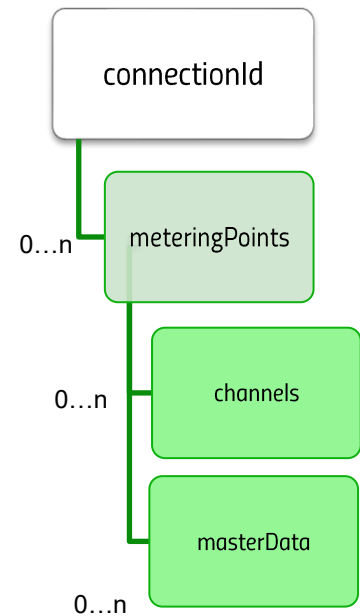 connectionId
meteringPoints
0...n
channels
0...n
masterData
0...n